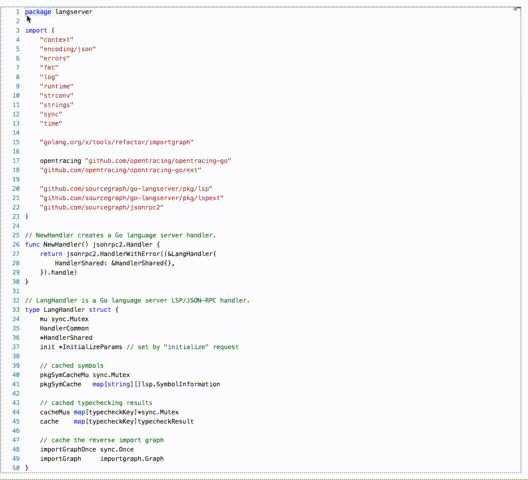 1 package langserver
2
3 import (
4 "context"
5 "encoding/json"
6 "errors"
7 "fmt"
8 "log"
9 "runtime"
10 "strconv"
11 "strings"
12 "sync"
13 "time"
14
15 "golang.org/x/tools/refactor/importgraph"
16
17 opentracing "github.com/opentracing/opentracing-go"
18 "github.com/opentracing/opentracing-go/ext"
19
20 "github.com/sourcegraph/go-langserver/pkg/lsp"
21 "github.com/sourcegraph/go-langserver/pkg/lspext"
22 "github.com/sourcegraph/jsonrpc2"
23 )
24
25 // NewHandler creates a Go language server handler.
26 func NewHandler() jsonrpc2.Handler {
27 return jsonrpc2.HandlerWithError((&LangHandler{
28 HandlerShared: &HandlerShared{},
29 }).handle)
30 }
31
32 // LangHandler is a Go language server LSP/JSON-RPC handler.
33 type LangHandler struct {
34 mu sync.Mutex
35 HandlerCommon
36 *HandlerShared
37 init *InitializeParams // set by "initialize" request
38
39 // cached symbols
40 pkgSymCacheMu sync.Mutex
41 pkgSymCache map[string][]lsp.SymbolInformation
42
43 // cached typechecking results
44 cacheMus map[typecheckKey]*sync.Mutex
45 cache map[typecheckKey]typecheckResult
46
47 // cache the reverse import graph
48 importGraphOnce sync.Once
49 importGraph importgraph.Graph
50 }